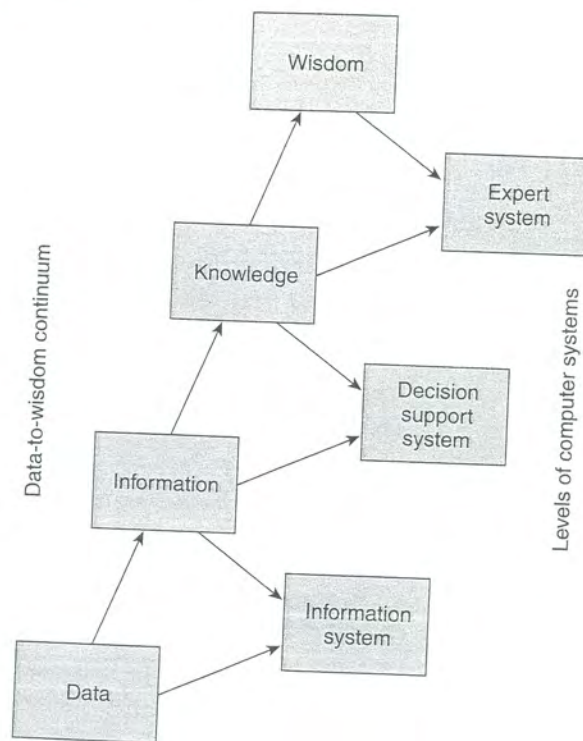 Wisdom
Expert
system
Knowledge
Data-to-wisdom continuum
Decision
support
system
Levels of computer systems
Information
Information
system
Data